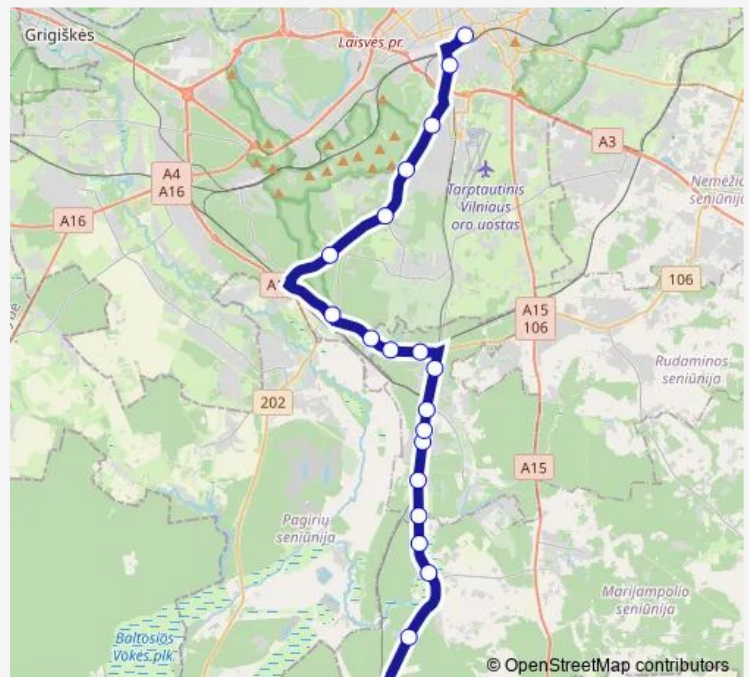 Grigiškės
Laisvės pr.
A3
A4
A16
Tarptautinis
Vilniaus
oro uostas
Nemėžio
seniūnija
A16
106
A15
106
Rudaminos
seniūnija
202
A15
Pagirių
seniūnija
Marijampolio
seniūnija
Baltosios
Vokės plk.
© OpenStreetMap contributors